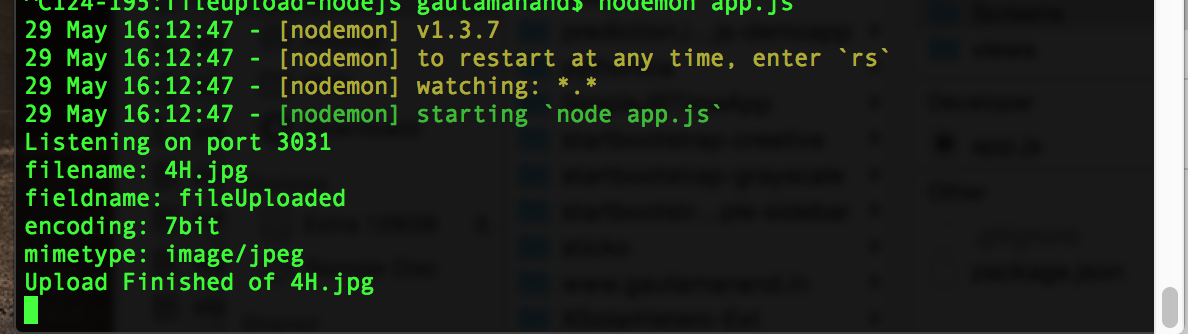 ^C124-195:fileupload-nodejs gautamanand$ nodemon app.js
29 May 16:12:47 - [nodemon] v1.3.7
29 May 16:12:47 - [nodemon] to restart at any time, enter `rs`
29 May 16:12:47 - [nodemon] watching: *.*
29 May 16:12:47 - [nodemon] starting `node app.js`
Listening on port 3031
filename: 4H.jpg
fieldname: fileUploaded
encoding: 7bit
mimetype: image/jpeg
Upload Finished of 4H.jpg